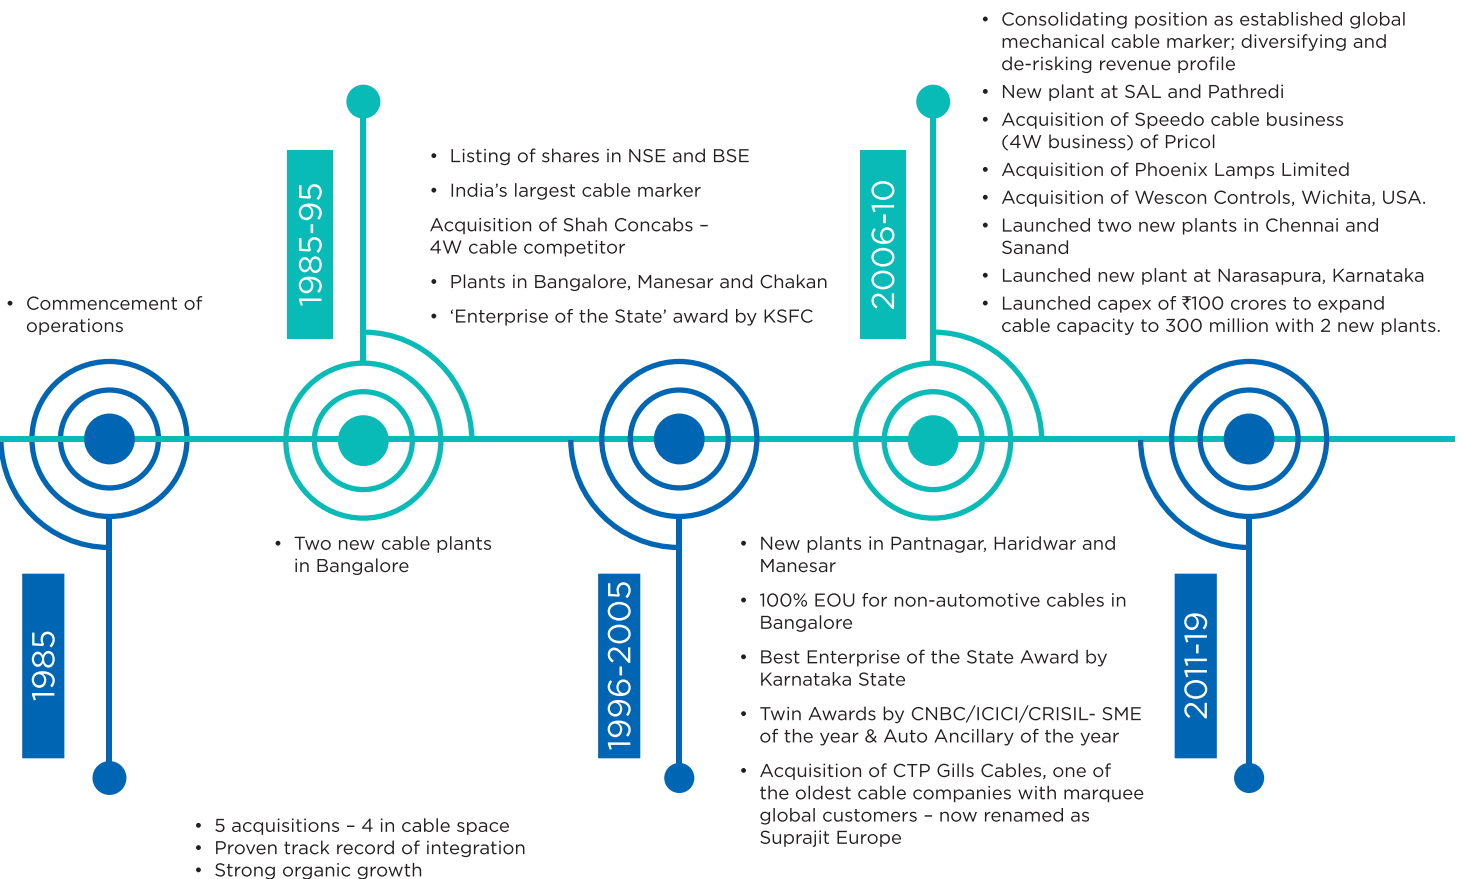 • Commencement of
operations
1985
1985-95
• Two new cable plants
in Bangalore
• Listing of shares in NSE and BSE
• India’s largest cable marker
Acquisition of Shah Concabs –
4W cable competitor
• Plants in Bangalore, Manesar and Chakan
• ‘Enterprise of the State’ award by KSFC
1996-2005
2006-10
• New plants in Pantnagar, Haridwar and
Manesar
• 100% EOU for non-automotive cables in
Bangalore
• Best Enterprise of the State Award by
Karnataka State
• Twin Awards by CNBC/ICICI/CRISIL- SME
of the year & Auto Ancillary of the year
• Acquisition of CTP Gills Cables, one of
the oldest cable companies with marquee
global customers – now renamed as
Suprajit Europe
• Consolidating position as established global
mechanical cable marker; diversifying and
de-risking revenue profile
• New plant at SAL and Pathredi
• Acquisition of Speedo cable business
(4W business) of Pricol
• Acquisition of Phoenix Lamps Limited
• Acquisition of Wescon Controls, Wichita, USA.
• Launched two new plants in Chennai and
Sanand
• Launched new plant at Narasapura, Karnataka
• Launched capex of ₹100 crores to expand
cable capacity to 300 million with 2 new plants.
2011-19
• 5 acquisitions – 4 in cable space
• Proven track record of integration
• Strong organic growth